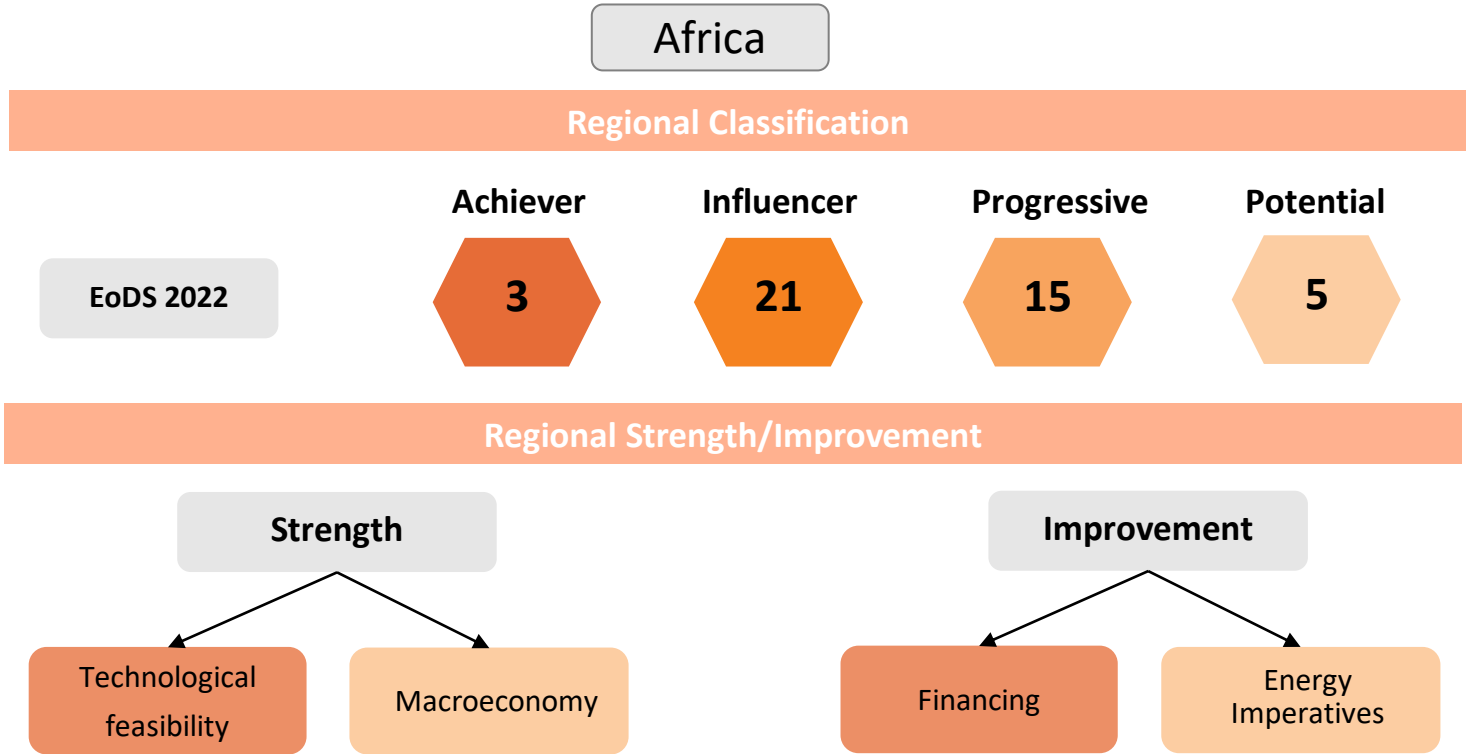 Africa
Regional Classification
Achiever
Influencer
Progressive
Potential
EoDS 2022
3
21
15
5
Regional Strength/Improvement
Strength
Improvement
Technological
feasibility
Macroeconomy
Financing
Energy
Imperatives